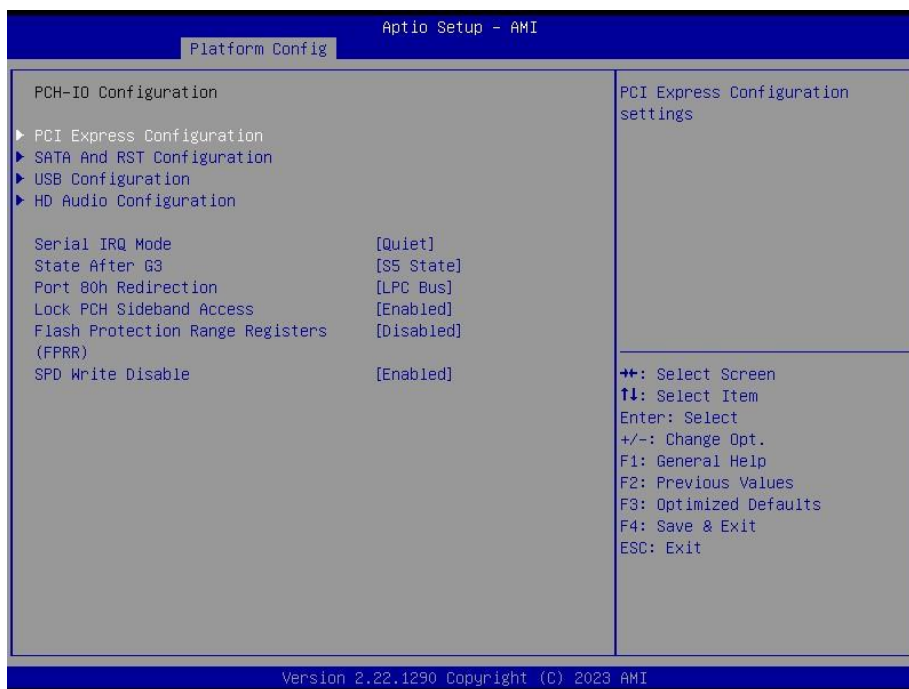 Aptio Setup - AMI
Platform Config
PCH-IO Configuration
PCI Express Configuration
SATA And RST Configuration
USB Configuration
HD Audio Configuration
Serial IRQ Mode [Quiet]
State After G3 [S5 State]
Port 80h Redirection [LPC Bus]
Lock PCH Sideband Access [Enabled]
Flash Protection Range Registers [Disabled]
(FPRR)
SPD Write Disable [Enabled]
PCI Express Configuration
settings
→←: Select Screen
↑↓: Select Item
Enter: Select
+/-: Change Opt.
F1: General Help
F2: Previous Values
F3: Optimized Defaults
F4: Save & Exit
ESC: Exit
Version 2.22.1290 Copyright (C) 2023 AMI